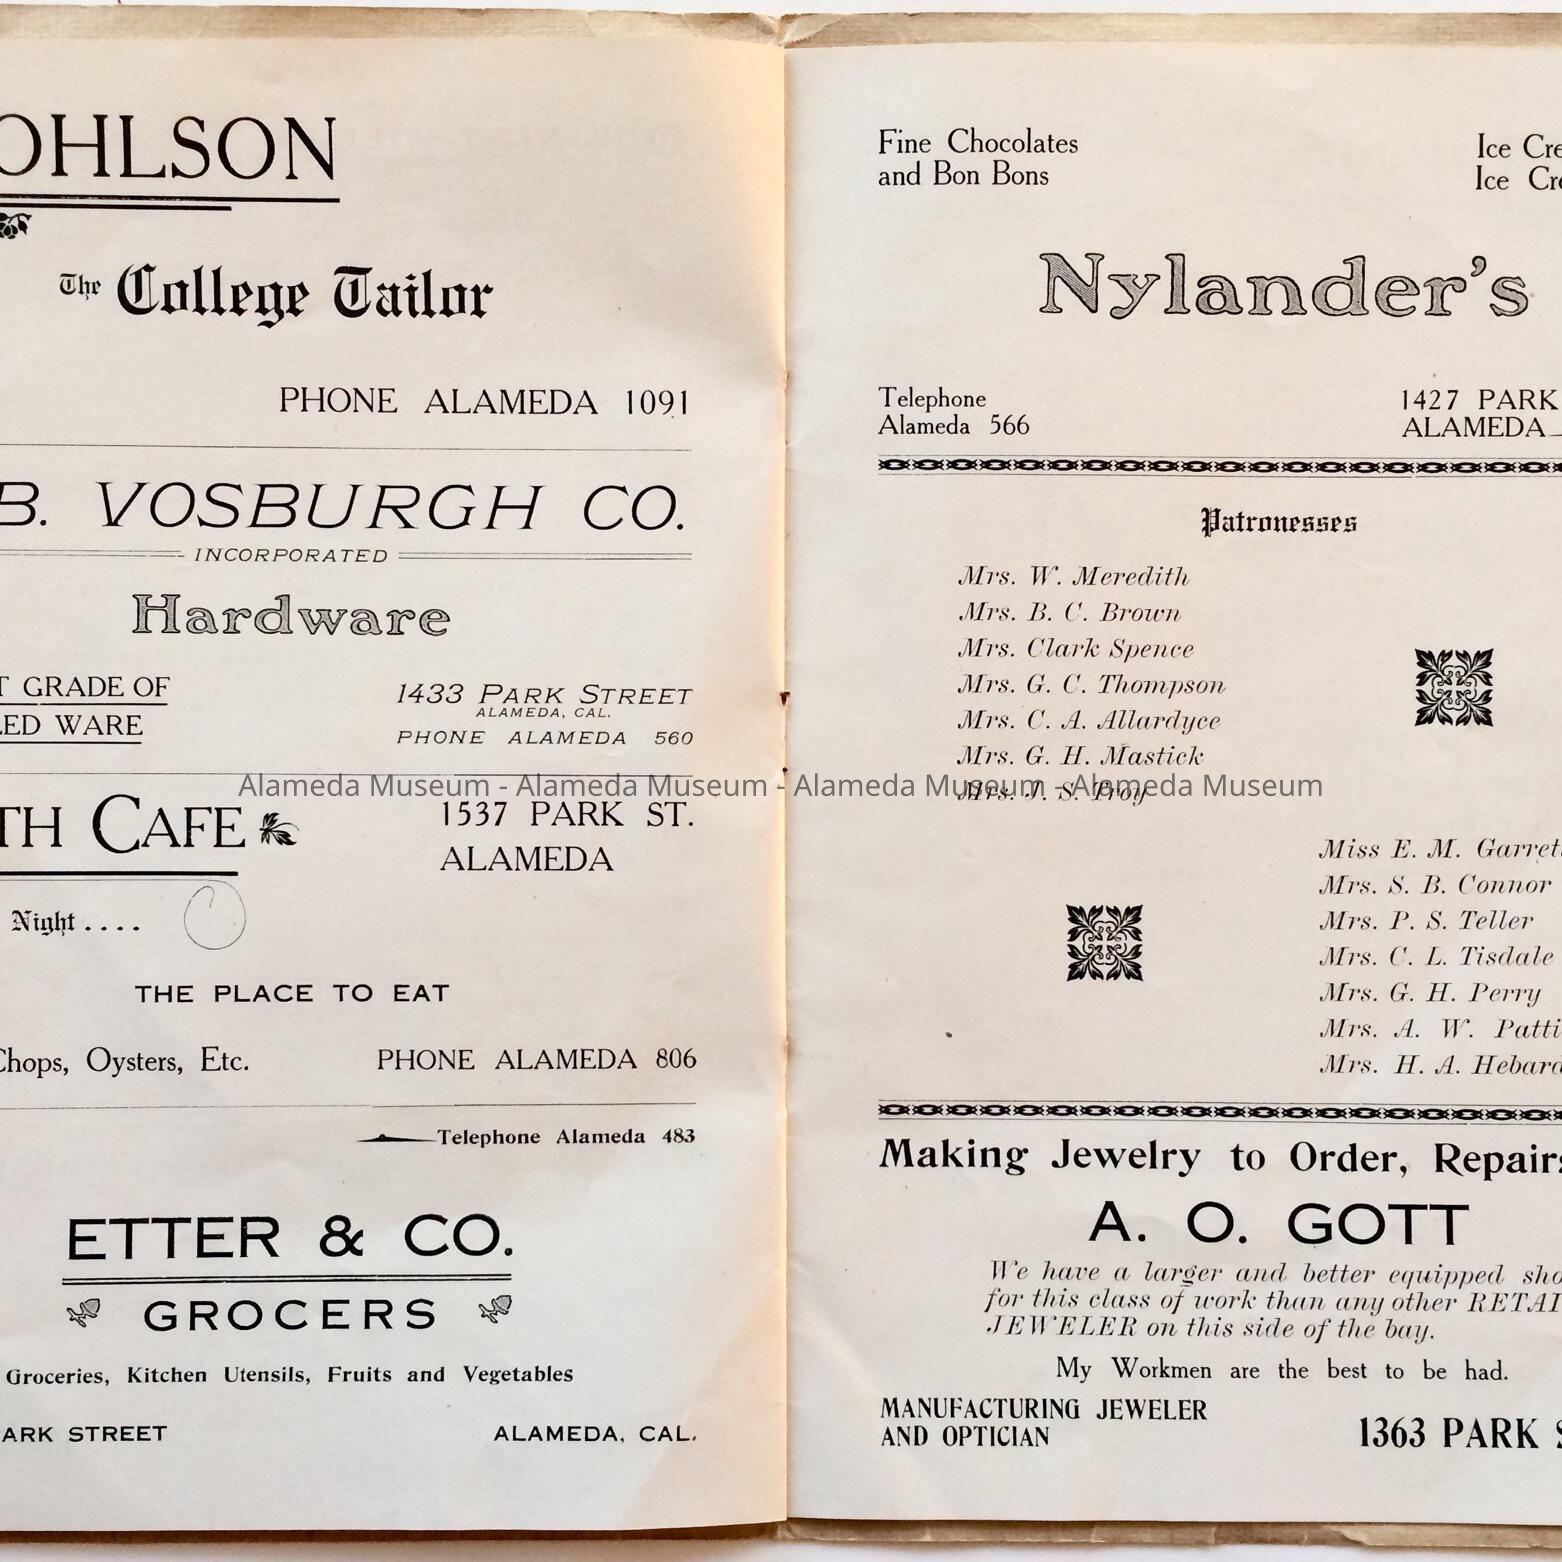 OHLSON
The College Tailor
PHONE ALAMEDA 1091
B. VOSBURGH CO.
INCORPORATED
Hardware
T GRADE OF
LED WARE
1433 PARK STREET
ALAMEDA, CAL.
PHONE ALAMEDA 560
TH CAFE
1537 PARK ST.
ALAMEDA
Night ....
THE PLACE TO EAT
Chops, Oysters, Etc.
PHONE ALAMEDA 806
Telephone Alameda 483
ETTER & CO.
GROCERS
Groceries, Kitchen Utensils, Fruits and Vegetables
ARK STREET
ALAMEDA, CAL.
Fine Chocolates
and Bon Bons
Ice Cre
Ice Cre
Nylander's
Telephone
Alameda 566
1427 PARK
ALAMEDA
Patronesses
Mrs. W. Meredith
Mrs. B. C. Brown
Mrs. Clark Spence
Mrs. G. C. Thompson
Mrs. C. A. Allardyce
Mrs. G. H. Mastick
Mrs. J. S. Troy
Miss E. M. Garret
Mrs. S. B. Connor
Mrs. P. S. Teller
Mrs. C. L. Tisdale
Mrs. G. H. Perry
Mrs. A. W. Patti
Mrs. H. A. Hebard
Making Jewelry to Order, Repairs
A. O. GOTT
We have a larger and better equipped sho
for this class of work than any other RETAI
JEWELER on this side of the bay.
My Workmen are the best to be had.
MANUFACTURING JEWELER
AND OPTICIAN
1363 PARK S
Alameda Museum - Alameda Museum - Alameda Museum - Alameda Museum